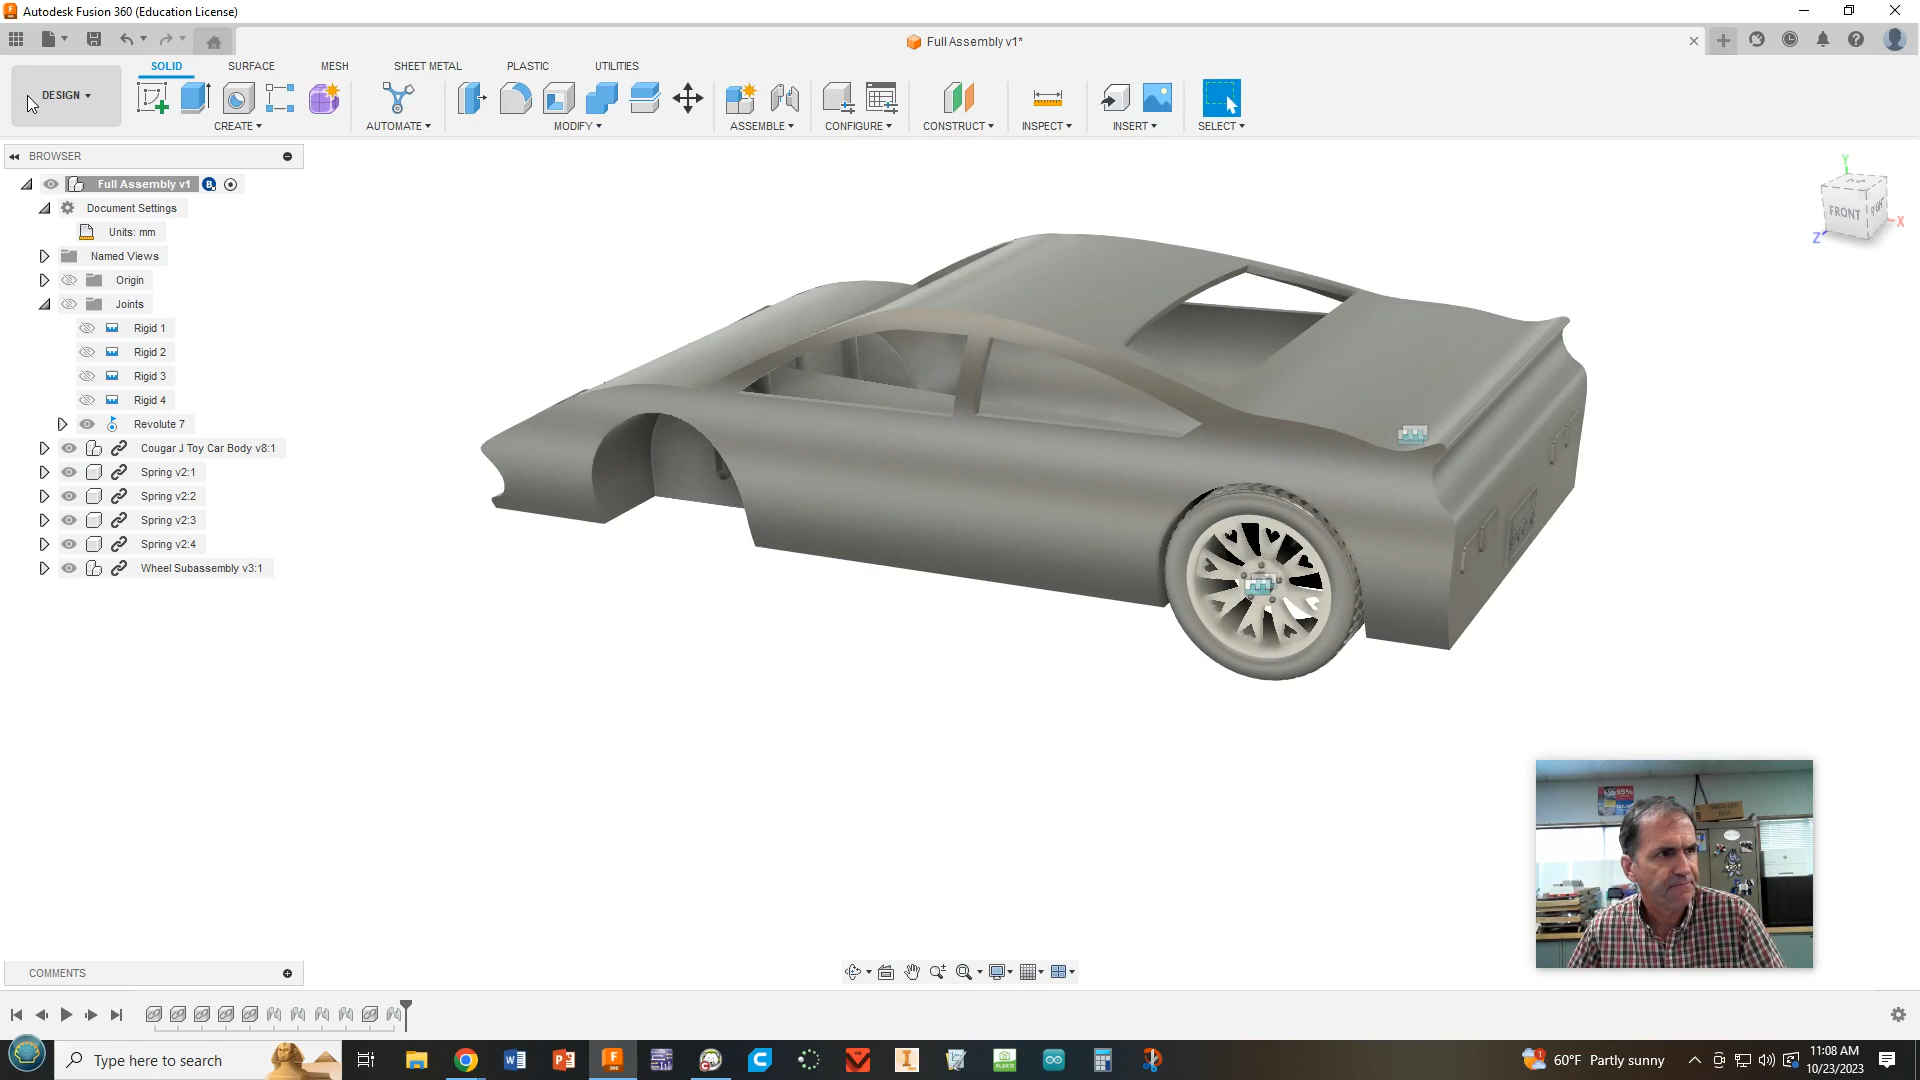 Autodesk Fusion 360 (Education License)
Full Assembly v1*
DESIGN
SOLID SURFACE MESH SHEET METAL PLASTIC UTILITIES
CREATE AUTOMATE MODIFY ASSEMBLE CONFIGURE CONSTRUCT INSPECT INSERT SELECT
BROWSER
Full Assembly v1
Document Settings
Units: mm
Named Views
Origin
Joints
Rigid 1
Rigid 2
Rigid 3
Rigid 4
Revolute 7
Cougar J Toy Car Body v8:1
Spring v2:1
Spring v2:2
Spring v2:3
Spring v2:4
Wheel Subassembly v3:1
Y
FRONT
RIGHT
X
Z
95%
COMMENTS
Type here to search
60°F Partly sunny
11:08 AM
10/23/2023